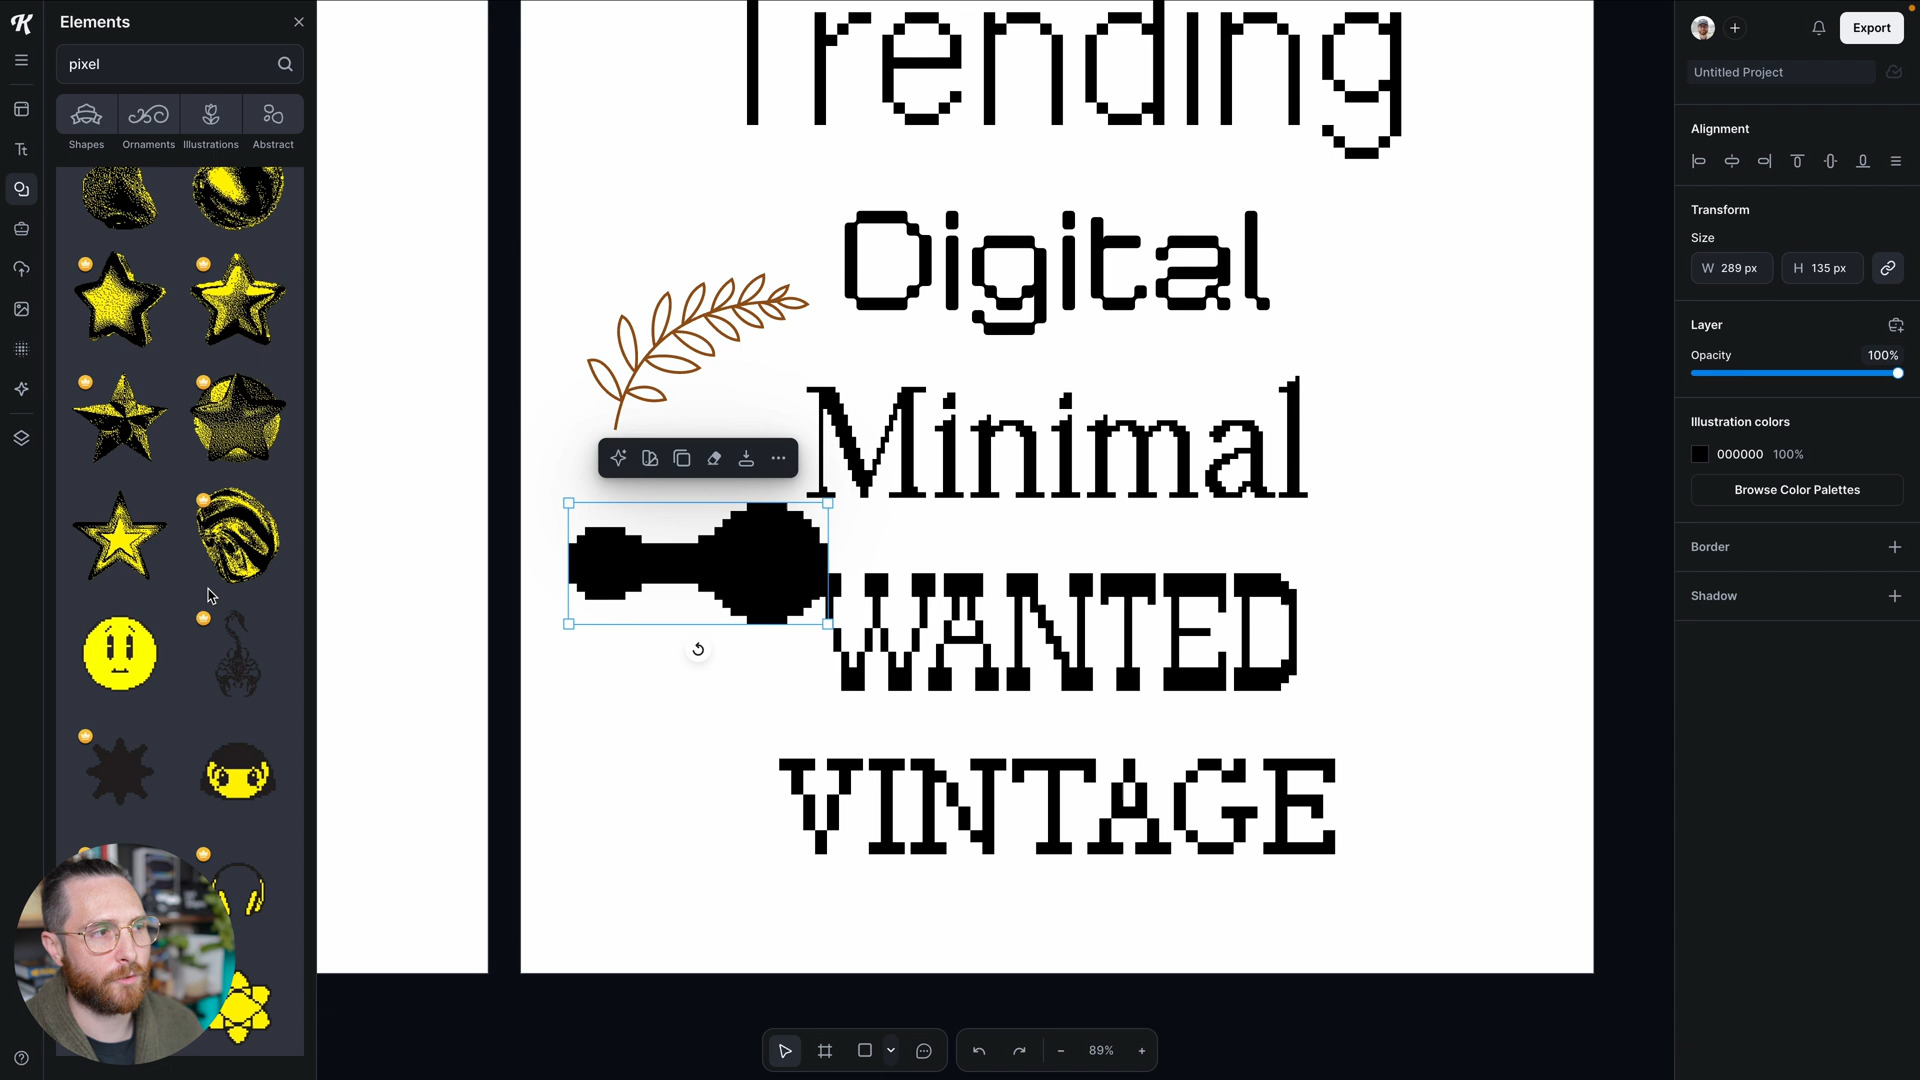 Elements
pixel
Shapes
Ornaments
Illustrations
Abstract
Trending
Digital
Minimal
WANTED
VINTAGE
89%
Export
Untitled Project
Alignment
Transform
Size
W 289 px
H 135 px
Layer
Opacity
100%
Illustration colors
000000 100%
Browse Color Palettes
Border
Shadow